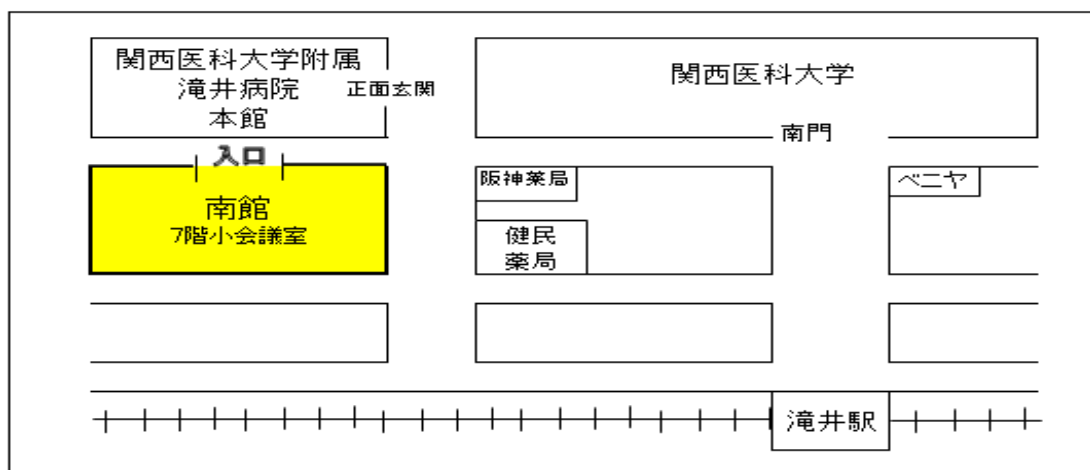 関西医科大学附属
滝井病院
本館
正面玄関
関西医科大学
南門
入口
南館
7階小会議室
阪神薬局
健民
薬局
ベニヤ
滝井駅